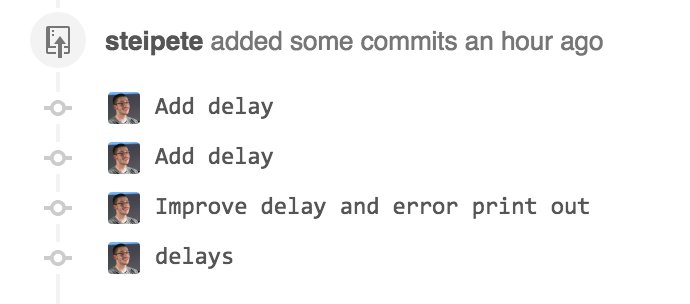 steipete added some commits an hour ago
Add delay
Add delay
Improve delay and error print out
delays